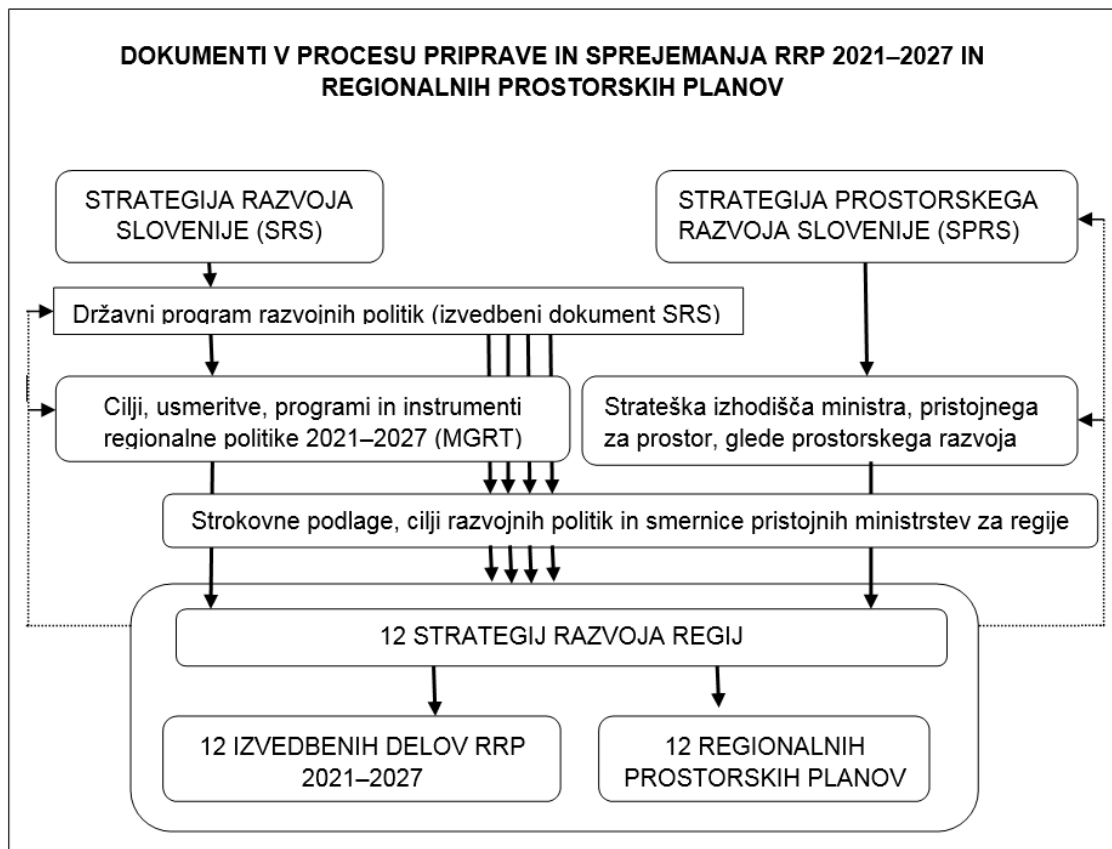 DOKUMENTI V PROCESU PRIPRAVE IN SPREJEMANJA RRP 2021–2027 IN
REGIONALNIH PROSTORSKIH PLANOV
STRATEGIJA RAZVOJA
SLOVENIJE (SRS)
STRATEGIJA PROSTORSKEGA
RAZVOJA SLOVENIJE (SPRS)
Državni program razvojnih politik (izvedbeni dokument SRS)
Cilji, usmeritve, programi in instrumenti
regionalne politike 2021–2027 (MGRT)
Strateška izhodišča ministra, pristojnega
za prostor, glede prostorskega razvoja
Strokovne podlage, cilji razvojnih politik in smernice pristojnih ministrstev za regije
12 STRATEGIJ RAZVOJA REGIJ
12 IZVEDBENIH DELOV RRP
2021–2027
12 REGIONALNIH
PROSTORSKIH PLANOV